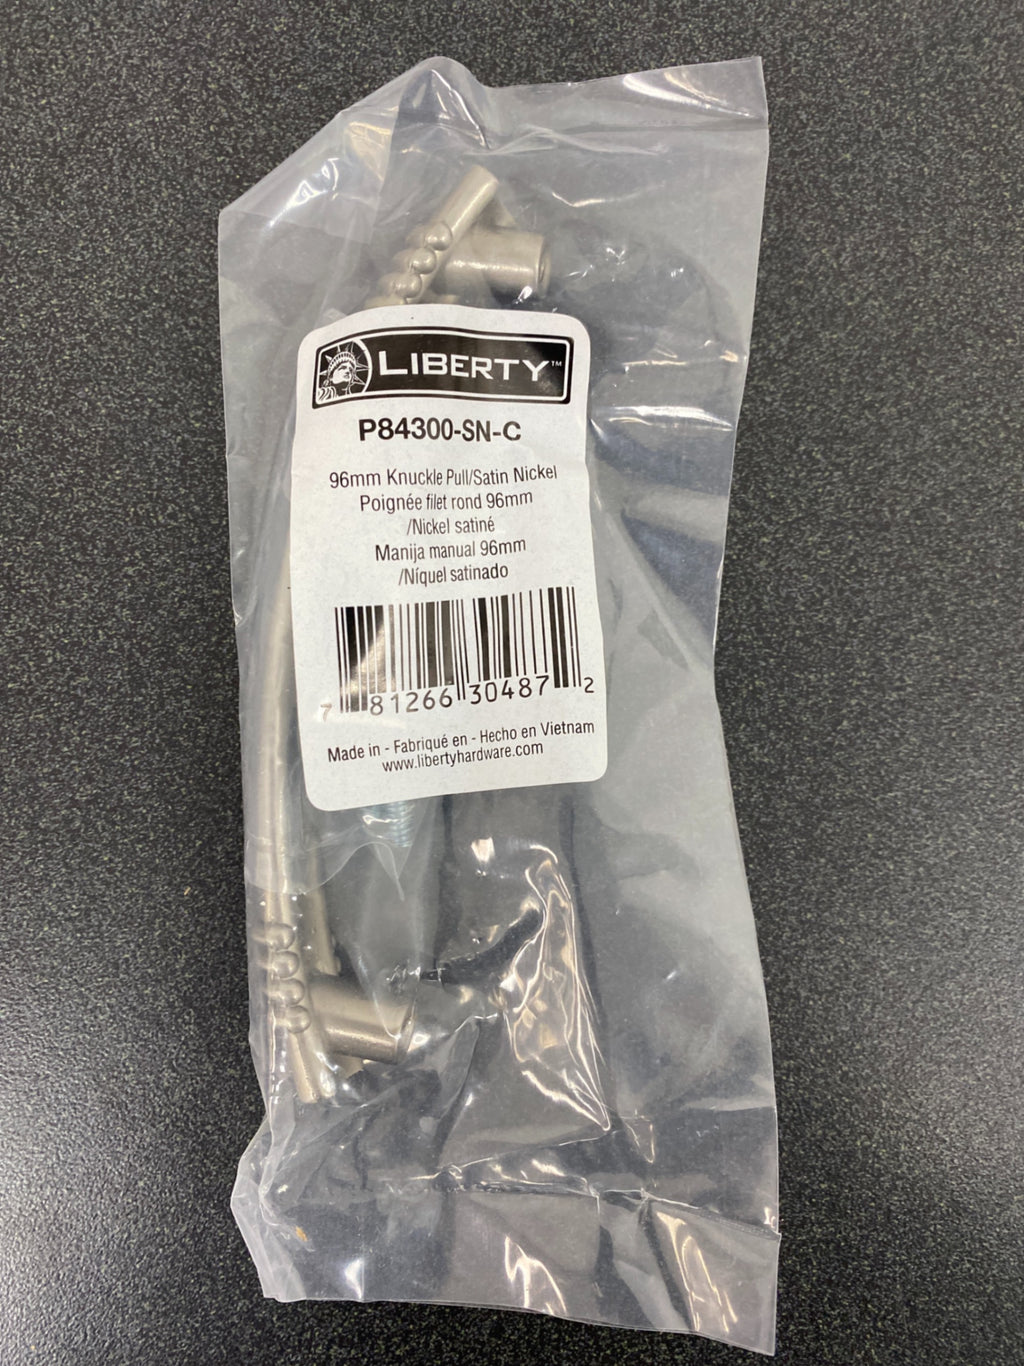 LIBERTY™
P84300-SN-C
96mm Knuckle Pull/Satin Nickel
Poignée filet rond 96mm
/Nickel satiné
Manija manual 96mm
/Níquel satinado
7 81266 30487 2
Made in - Fabriqué en - Hecho en Vietnam
www.libertyhardware.com